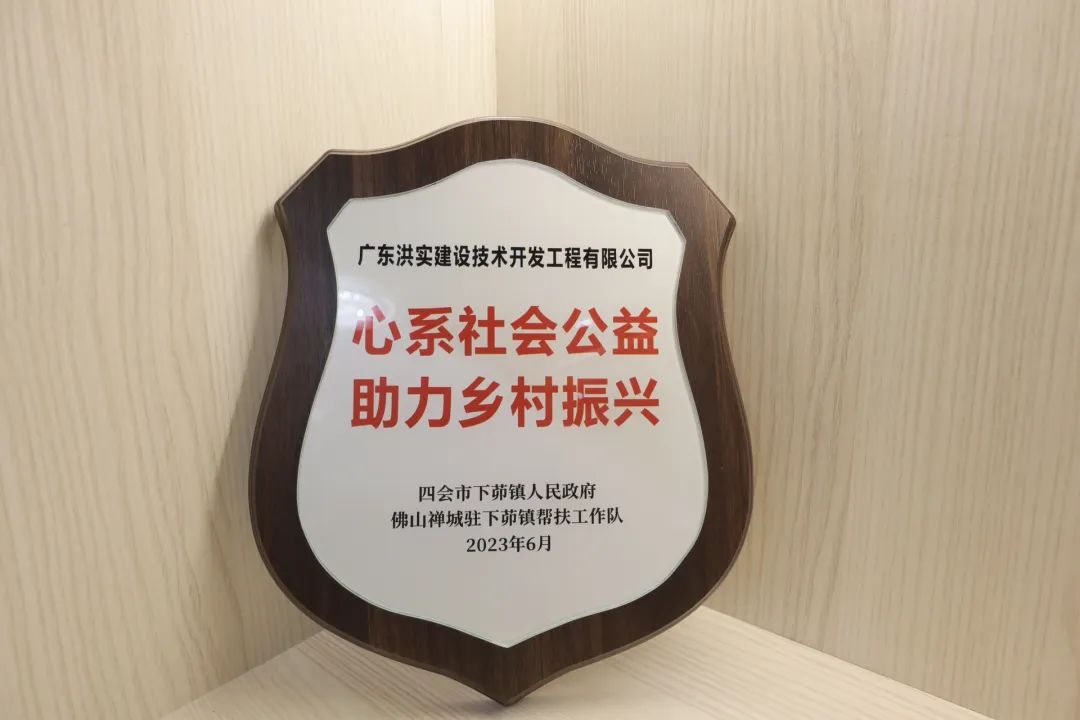 广东洪实建设技术开发工程有限公司
心系社会公益
助力乡村振兴
四会市下茆镇人民政府
佛山禅城驻下茆镇帮扶工作队
2023年6月